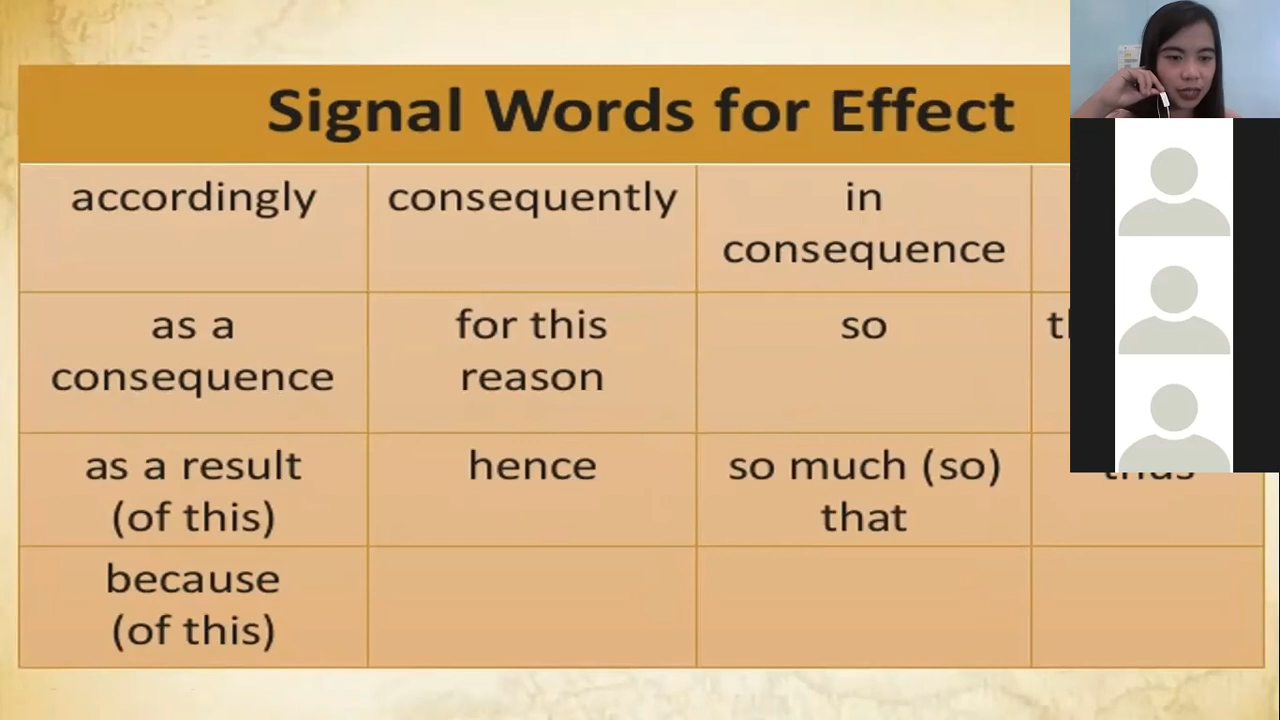 Signal Words for Effect
accordingly
consequently
in
consequence
as a
consequence
for this
reason
so
as a result
(of this)
hence
so much (so)
that
thus
because
(of this)